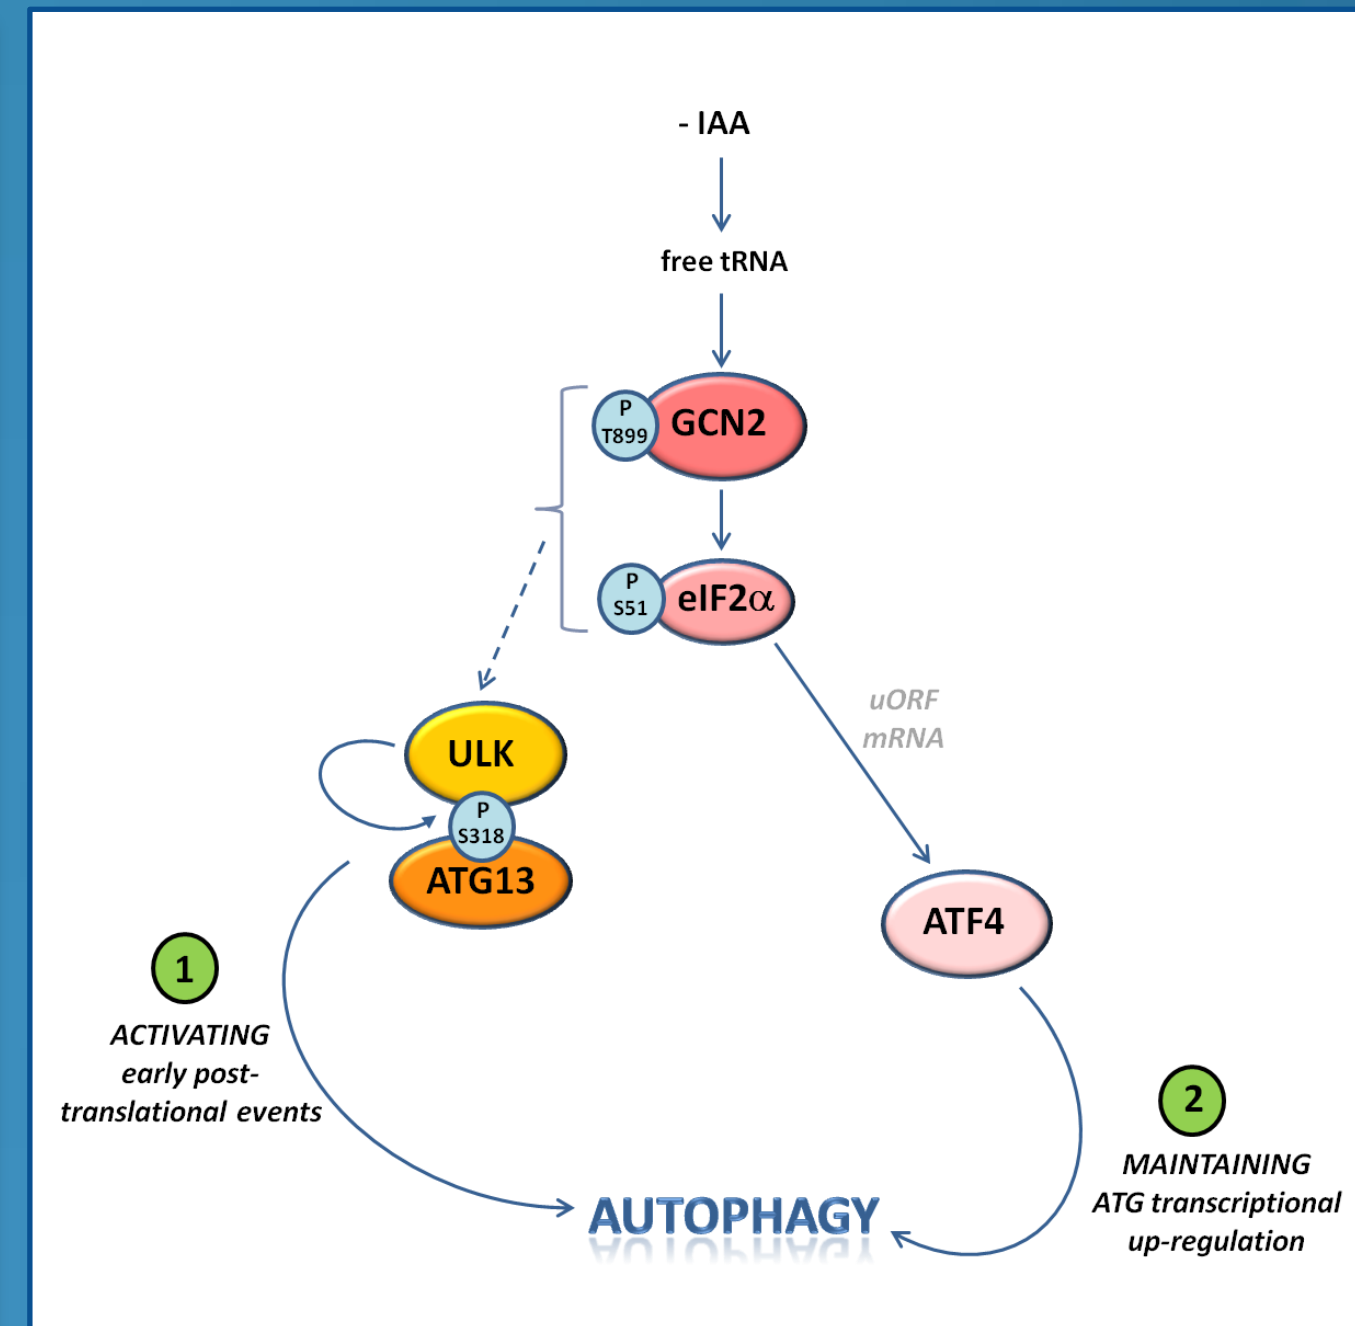 - IAA
free tRNA
P
T899
GCN2
P
S51
eIF2α
uORF
mRNA
ULK
P
S318
ATG13
ATF4
1
ACTIVATING
early post-
translational events
2
MAINTAINING
ATG transcriptional
up-regulation
AUTOPHAGY